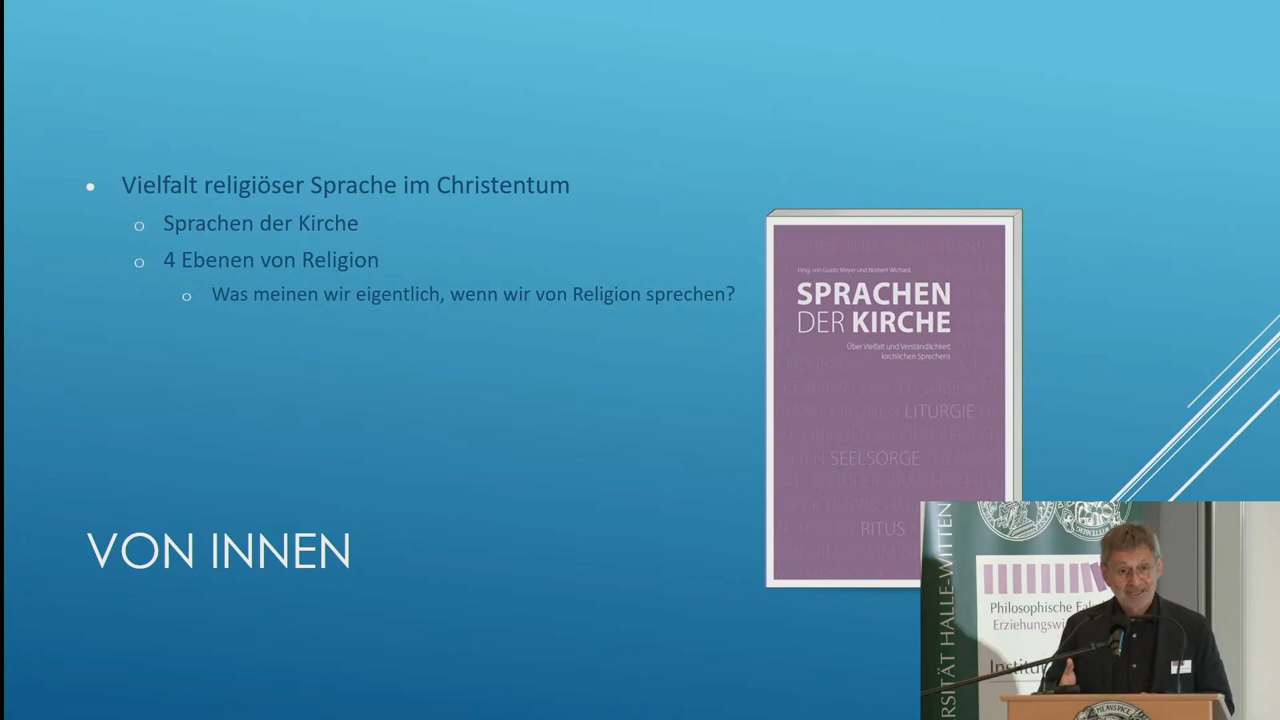 Vielfalt religiöser Sprache im Christentum
Sprachen der Kirche
4 Ebenen von Religion
Was meinen wir eigentlich, wenn wir von Religion sprechen?
VON INNEN
Hrsg. von Guido Meyer und Norbert Wichard
SPRACHEN
DER KIRCHE
Über Vielfalt und Verständlichkeit
kirchlichen Sprechens
LITURGIE
SEELSORGE
RITUS
HALLE-WITTEN
Philosophische
Erziehungswi
Institu